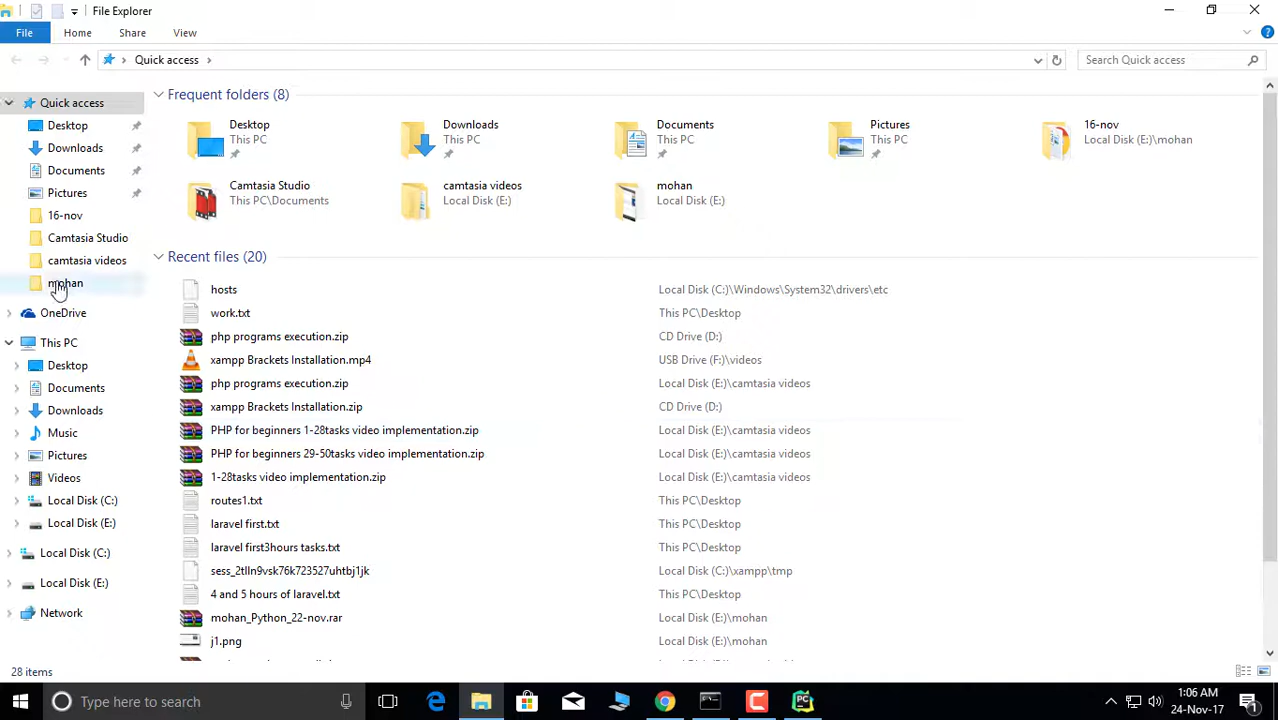 File Explorer
File
Home
Share
View
Quick access
Search Quick access
Quick access
Desktop
Downloads
Documents
Pictures
16-nov
Camtasia Studio
camtasia videos
mohan
OneDrive
This PC
Desktop
Documents
Downloads
Music
Pictures
Videos
Local Disk (C:)
Local Disk (E:)
Local Disk (C:)
Local Disk (E:)
Network
Frequent folders (8)
Desktop
This PC
Downloads
This PC
Documents
This PC
Pictures
This PC
16-nov
Local Disk (E:)\mohan
Camtasia Studio
This PC\Documents
camtasia videos
Local Disk (E:)
mohan
Local Disk (E:)
Recent files (20)
hosts Local Disk (C:)\Windows\System32\drivers\etc
work.txt This PC\Desktop
php programs execution.zip CD Drive (D:)
xampp Brackets Installation.mp4 USB Drive (F:)\videos
php programs execution.zip Local Disk (E:)\camtasia videos
xampp Brackets Installation.zip CD Drive (D:)
PHP for beginners 1-28tasks video implementation.zip Local Disk (E:)\camtasia videos
PHP for beginners 29-50tasks video implementation.zip Local Disk (E:)\camtasia videos
1-28tasks video implementation.zip Local Disk (E:)\camtasia videos
routes1.txt This PC\Desktop
laravel first.txt This PC\Desktop
laravel first3hours tasks.txt This PC\Desktop
sess_2tlln9vsk76k723527uhtbj1jk Local Disk (C:)\xampp\tmp
4 and 5 hours of laravel.txt This PC\Desktop
mohan_Python_22-nov.rar Local Disk (E:)\mohan
j1.png Local Disk (E:)\mohan
28 items
Type here to search
1:06 AM
24-Nov-17